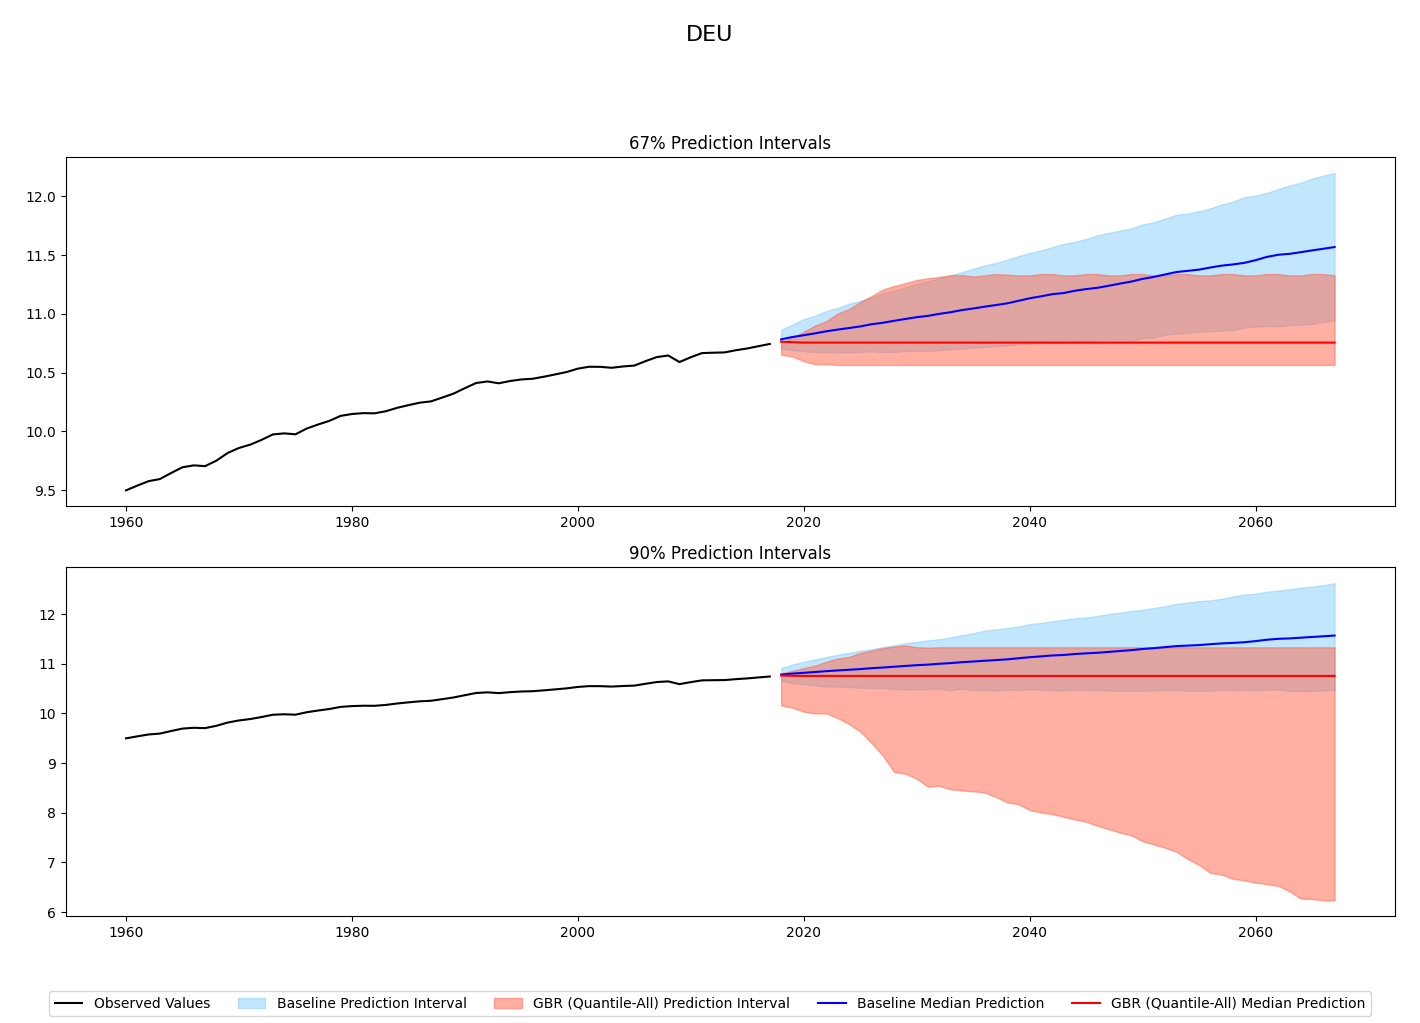 DEU
67% Prediction Intervals
12.0
11.5
11.0
10.5
10.0
9.5
1960 1980 2000 2020 2040 2060
90% Prediction Intervals
12
11
10
9
8
7
6
1960 1980 2000 2020 2040 2060
Observed Values Baseline Prediction Interval GBR (Quantile-All) Prediction Interval Baseline Median Prediction GBR (Quantile-All) Median Prediction